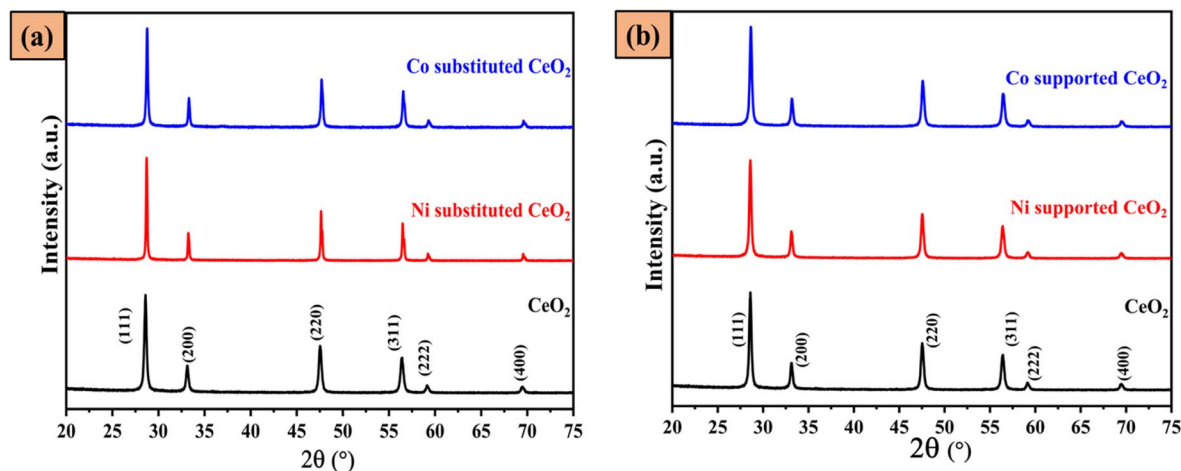 (a)
Co substituted CeO₂
Ni substituted CeO₂
CeO₂
(111)
(200)
(220)
(311)
(222)
(400)
Intensity (a.u.)
20 25 30 35 40 45 50 55 60 65 70 75
2θ (°)
(b)
Co supported CeO₂
Ni supported CeO₂
CeO₂
(111)
(200)
(220)
(311)
(222)
(400)
Intensity (a.u.)
20 25 30 35 40 45 50 55 60 65 70 75
2θ (°)